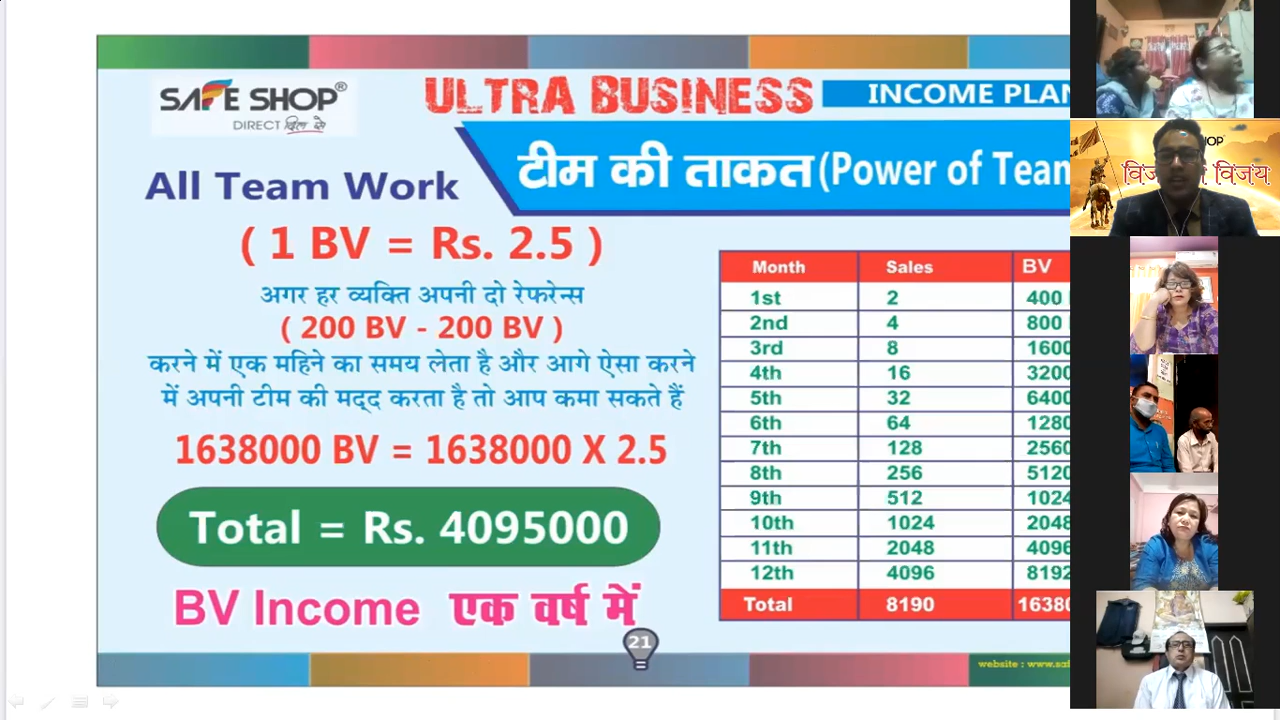 SAFE SHOP®
DIRECT दिल से
ULTRA BUSINESS
INCOME PLAN
टीम की ताकत (Power of Team
All Team Work
( 1 BV = Rs. 2.5 )
अगर हर व्यक्ति अपनी दो रेफरेन्स
( 200 BV - 200 BV )
करने में एक महिने का समय लेता है और आगे ऐसा करने
में अपनी टीम की मद्द करता है तो आप कमा सकते हैं
1638000 BV = 1638000 X 2.5
Total = Rs. 4095000
BV Income एक वर्ष में
Month Sales BV
1st 2 400
2nd 4 800
3rd 8 1600
4th 16 3200
5th 32 6400
6th 64 1280
7th 128 2560
8th 256 5120
9th 512 1024
10th 1024 2048
11th 2048 4096
12th 4096 8192
Total 8190 1638
21
website : www.saf
HOP
विजय